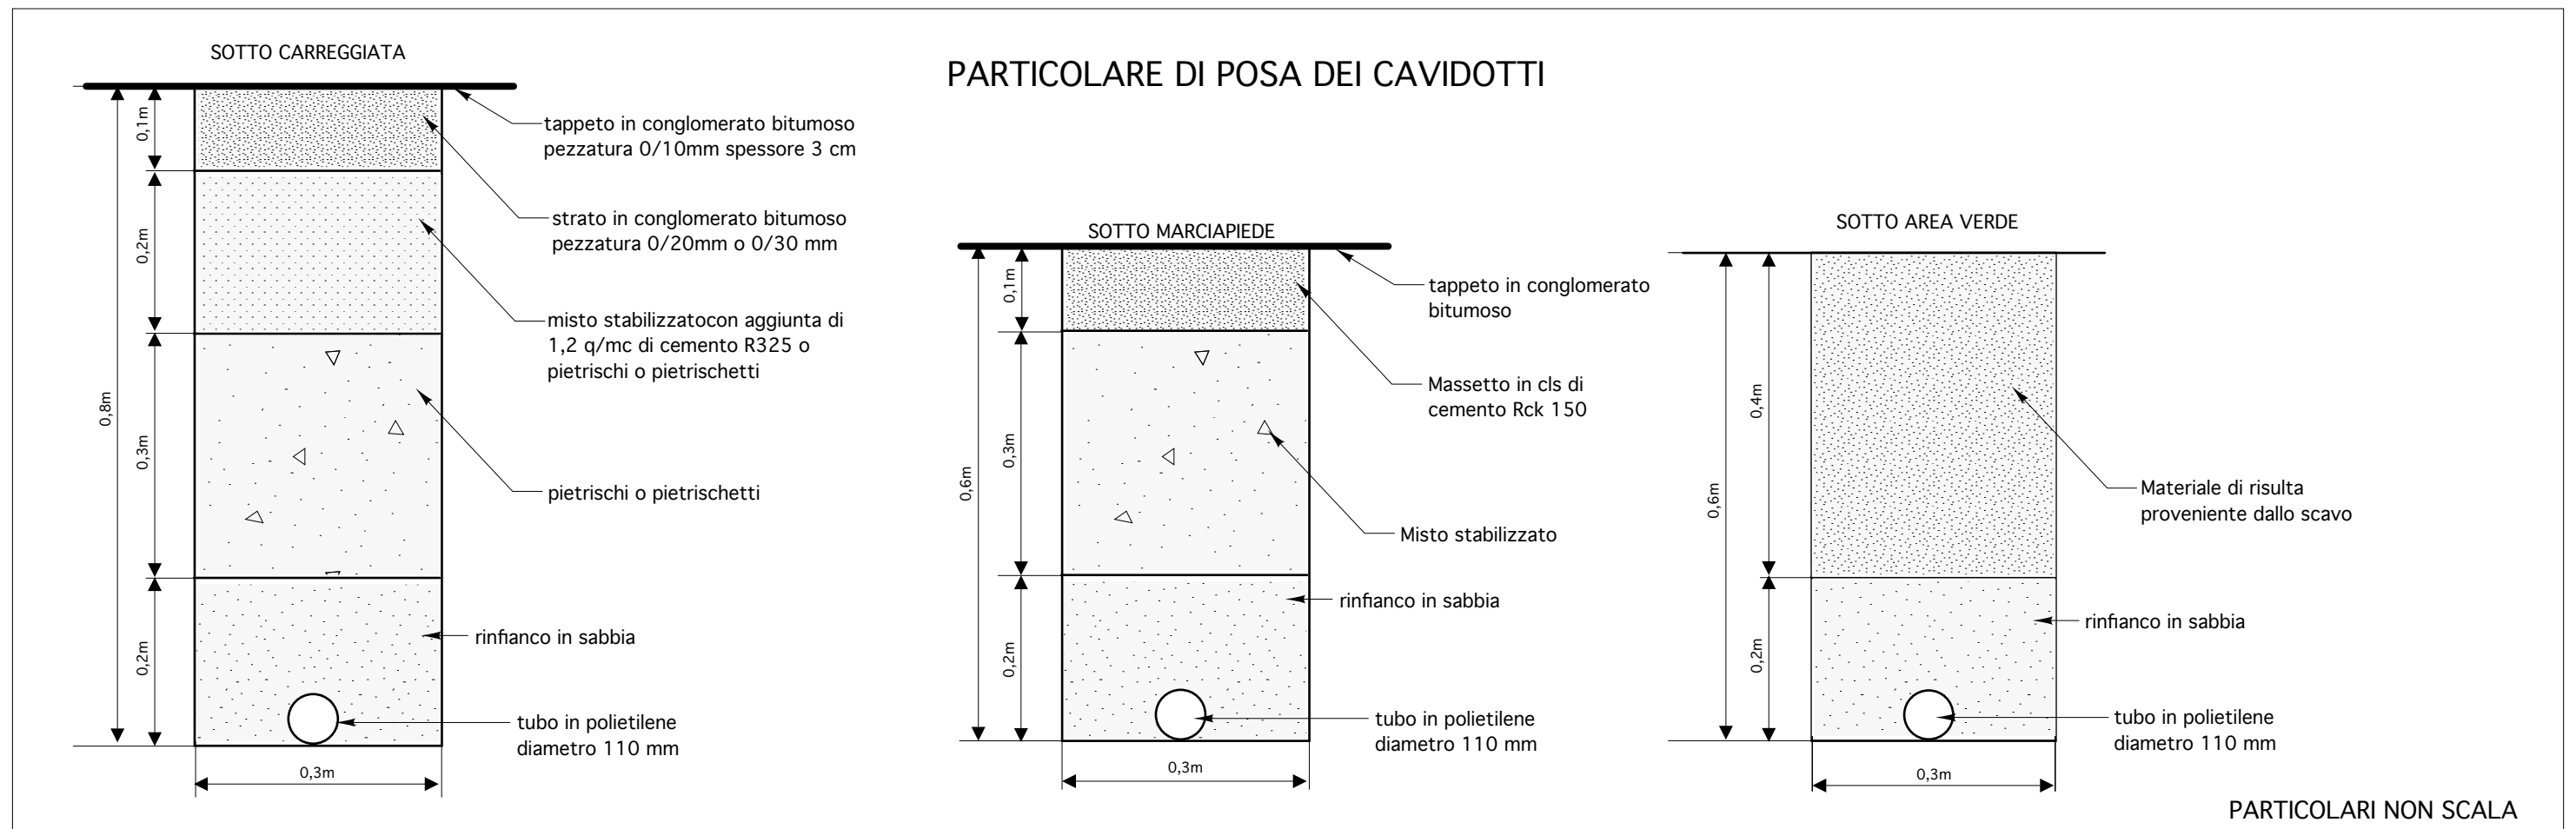 PARTICOLARE DI POSA DEI CAVIDOTTI
SOTTO CARREGGIATA
0,1m
0,2m
0,8m
0,3m
0,2m
0,3m
tappeto in conglomerato bitumoso
pezzatura 0/10mm spessore 3 cm
strato in conglomerato bitumoso
pezzatura 0/20mm o 0/30 mm
misto stabilizzatocon aggiunta di
1,2 q/mc di cemento R325 o
pietrischi o pietrischetti
pietrischi o pietrischetti
rinfianco in sabbia
tubo in polietilene
diametro 110 mm
SOTTO MARCIAPIEDE
0,1m
0,3m
0,6m
0,2m
0,3m
tappeto in conglomerato
bitumoso
Massetto in cls di
cemento Rck 150
Misto stabilizzato
rinfianco in sabbia
tubo in polietilene
diametro 110 mm
SOTTO AREA VERDE
0,4m
0,6m
0,2m
0,3m
Materiale di risulta
proveniente dallo scavo
rinfianco in sabbia
tubo in polietilene
diametro 110 mm
PARTICOLARI NON SCALA